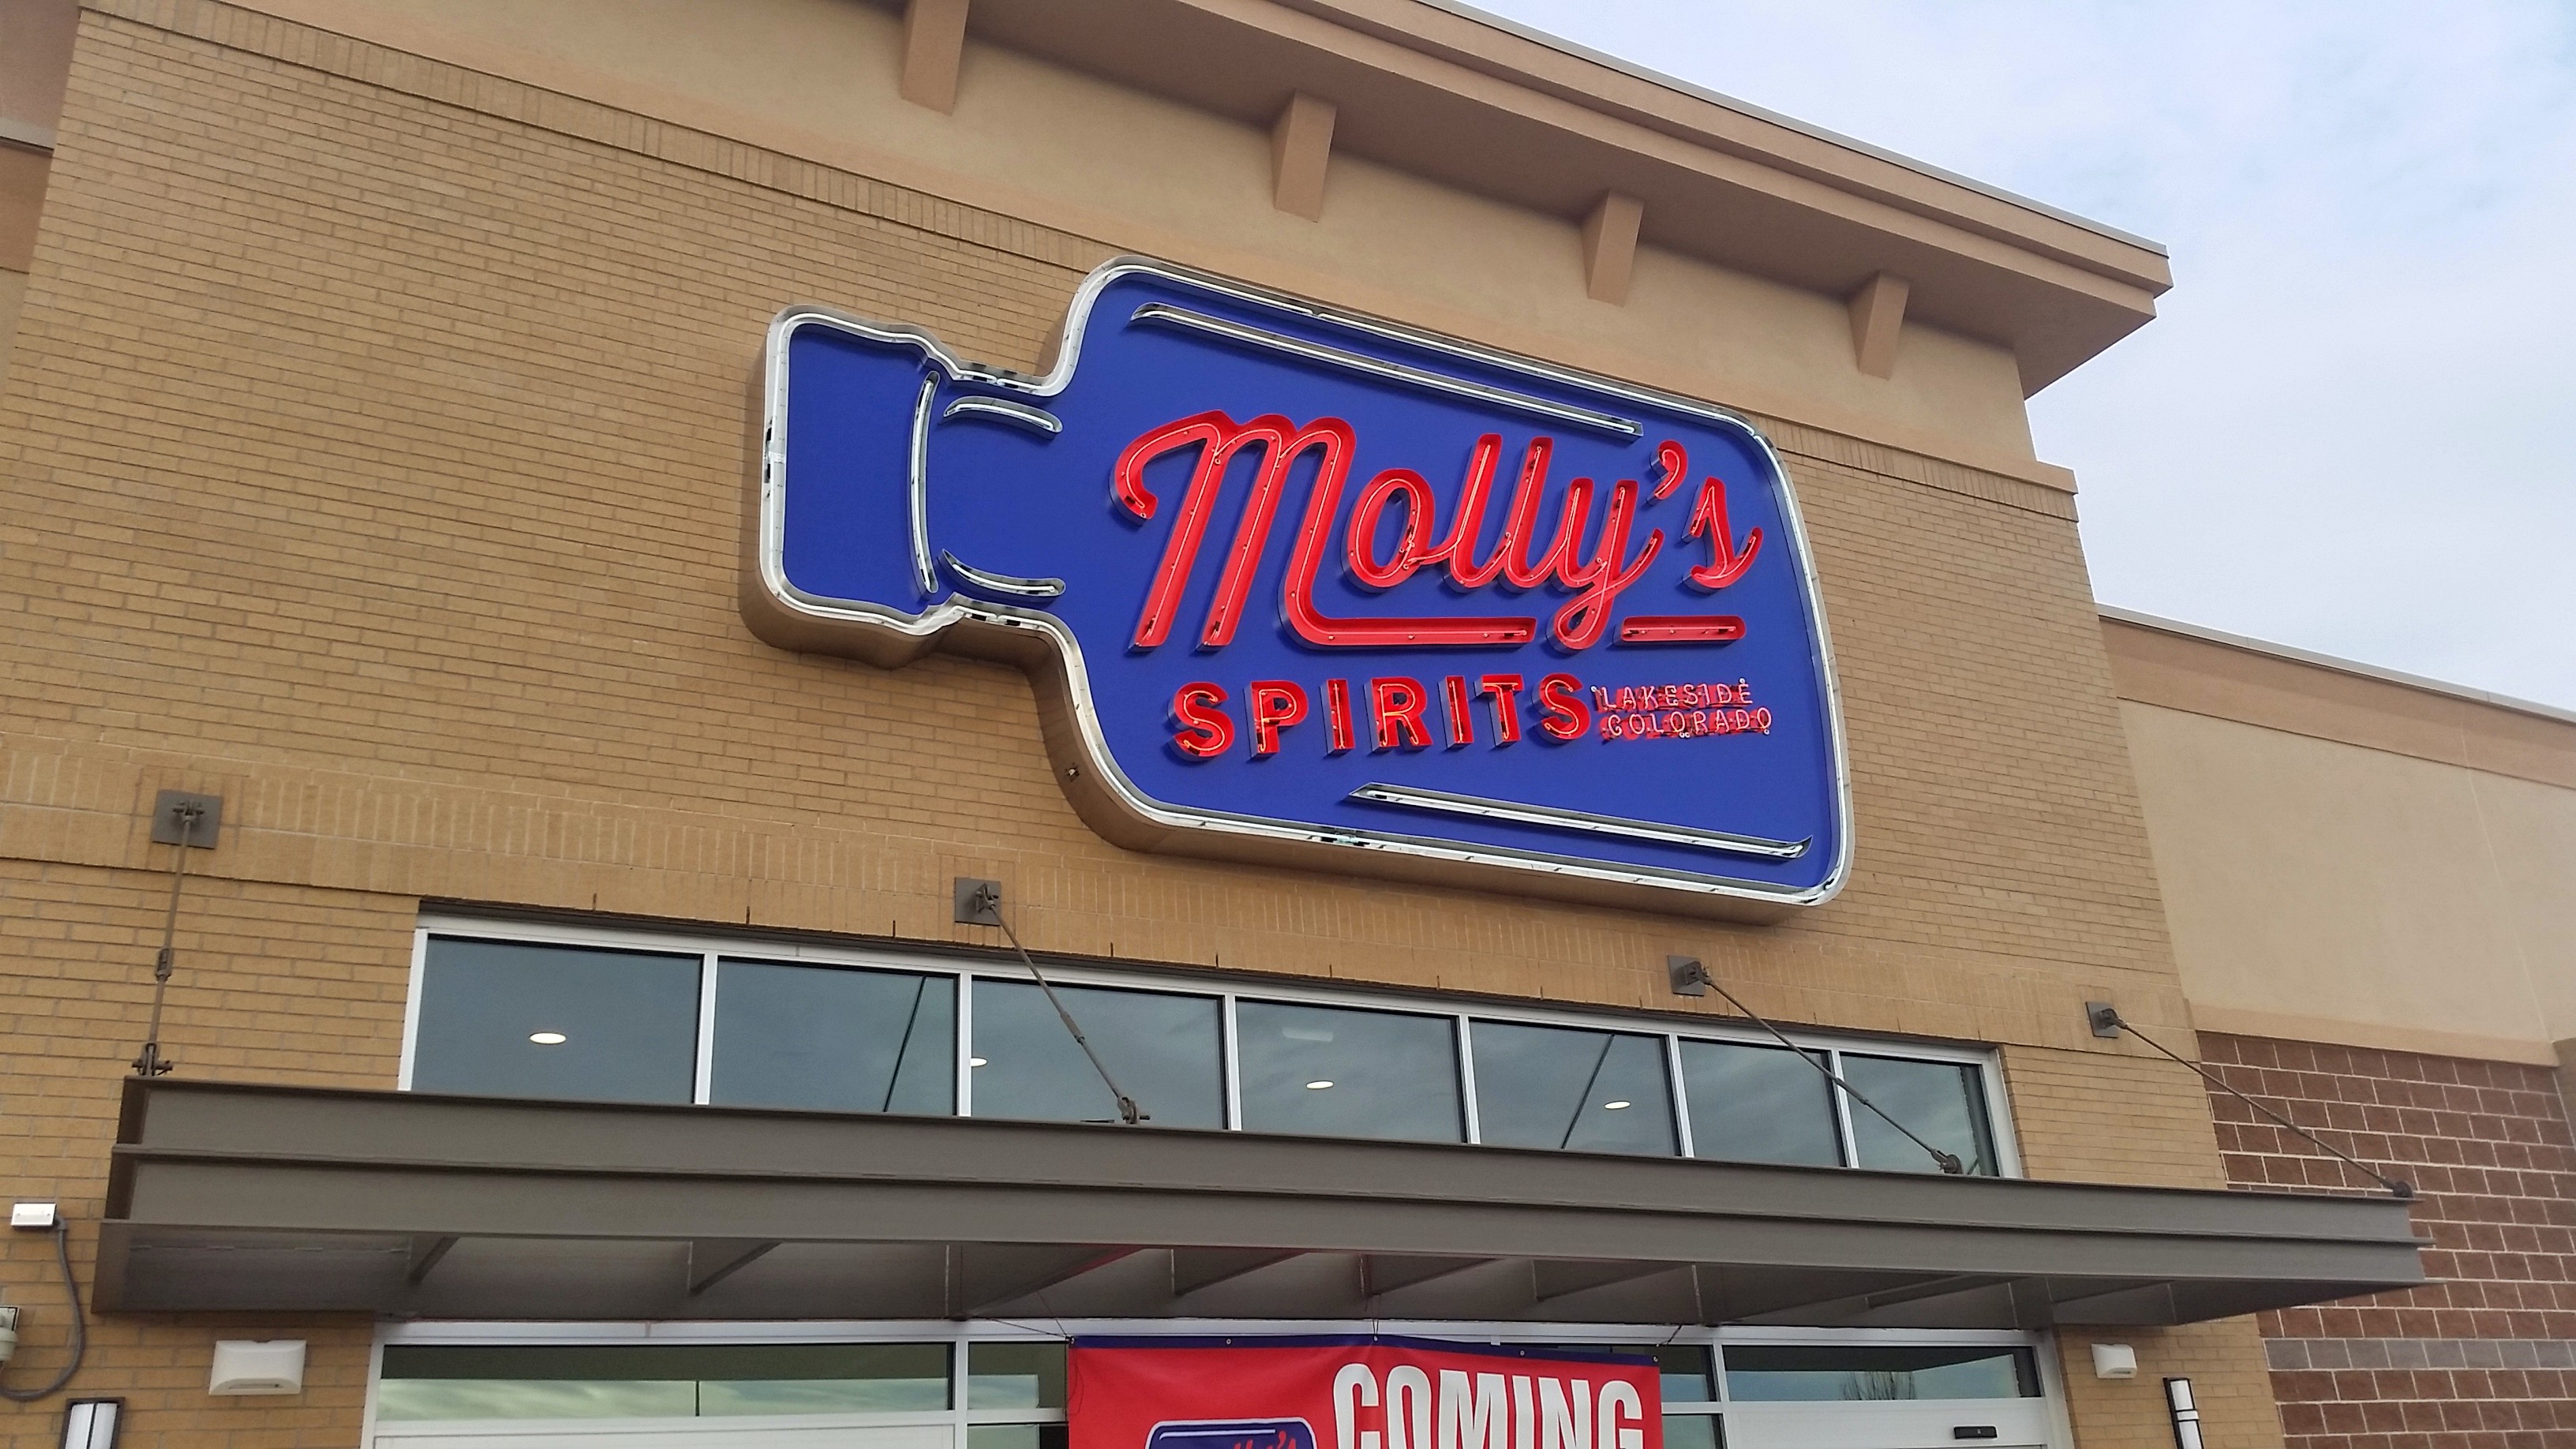 Molly's
SPIRITS
LAKESIDE
COLORADO
COMING